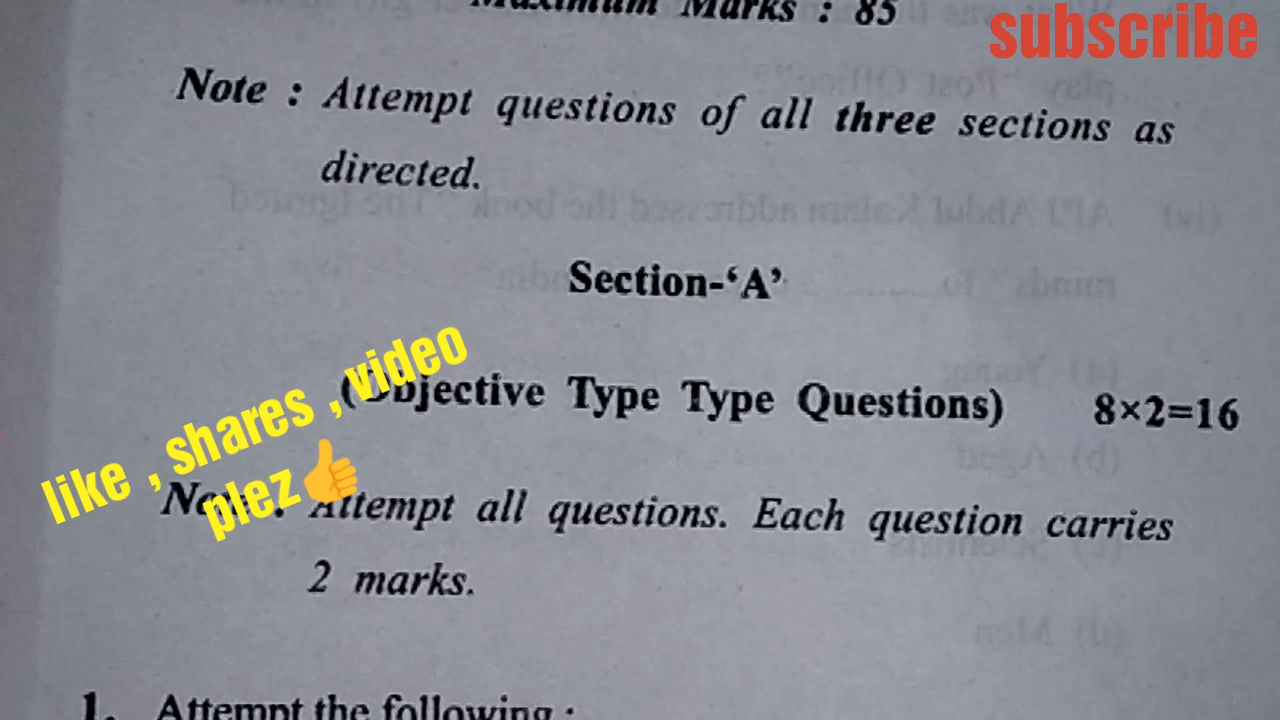 Maximum Marks : 85
subscribe
Note : Attempt questions of all three sections as
directed.
Section-‘A’
(Objective Type Type Questions) 8×2=16
like , shares , video
plez👍
Note : Attempt all questions. Each question carries
2 marks.
1. Attempt the following :